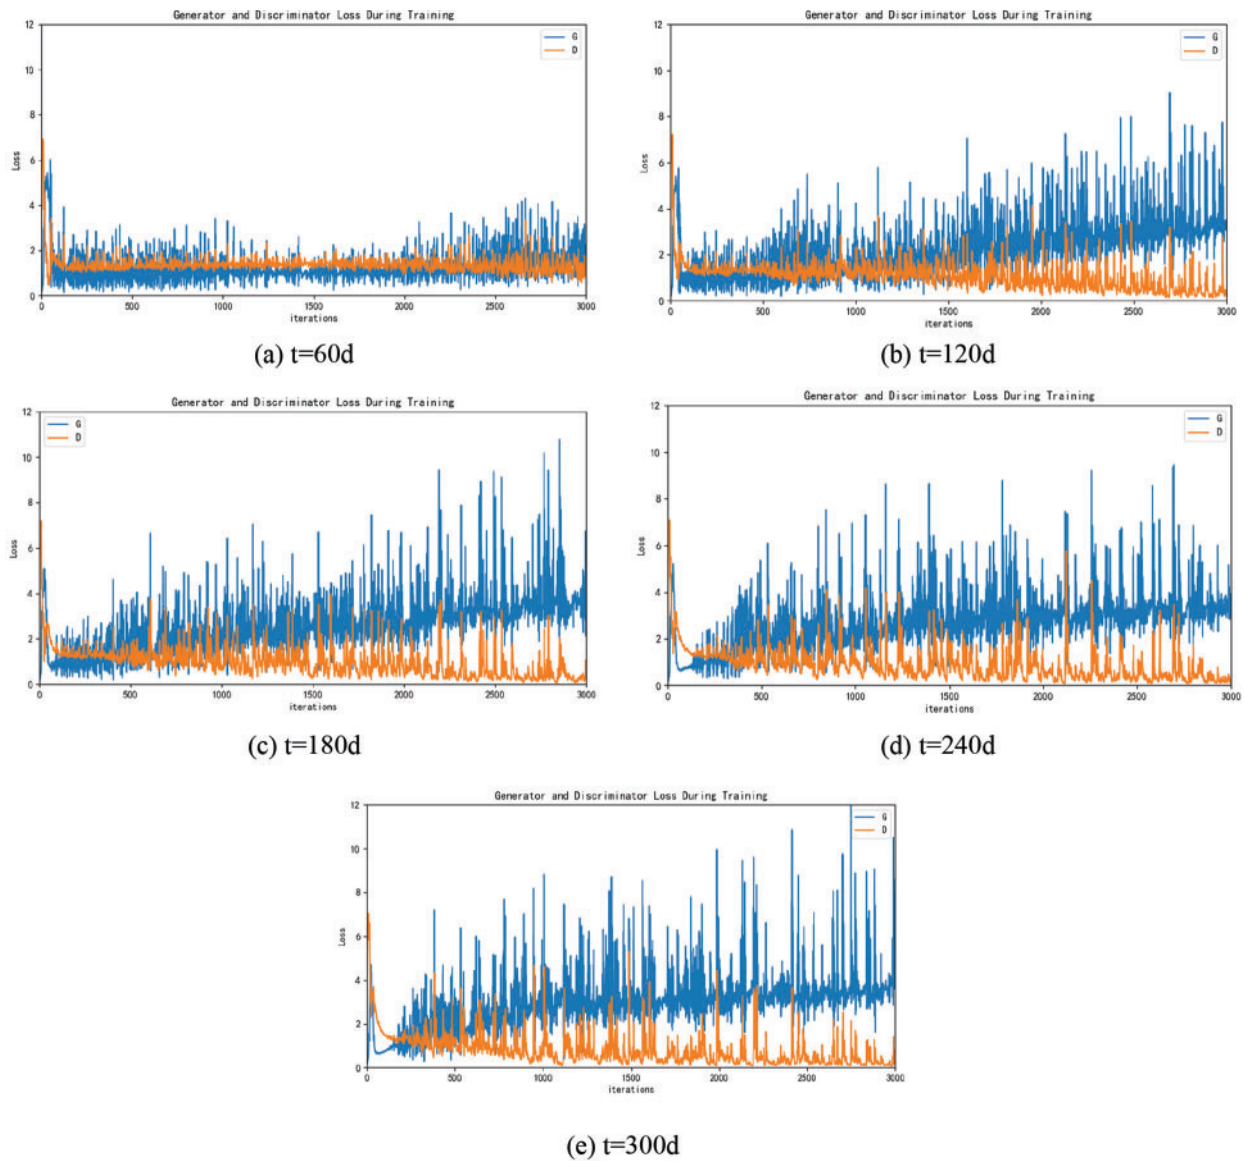 Generator and Discriminator Loss During Training
12
10
8
6
4
2
0
Loss
G
D
0 500 1000 1500 2000 2500 3000
iterations
(a) t=60d
Generator and Discriminator Loss During Training
12
10
8
6
4
2
0
Loss
G
D
0 500 1000 1500 2000 2500 3000
iterations
(b) t=120d
Generator and Discriminator Loss During Training
12
10
8
6
4
2
0
Loss
G
D
0 500 1000 1500 2000 2500 3000
iterations
(c) t=180d
Generator and Discriminator Loss During Training
12
10
8
6
4
2
0
Loss
G
D
0 500 1000 1500 2000 2500 3000
iterations
(d) t=240d
Generator and Discriminator Loss During Training
12
10
8
6
4
2
0
Loss
G
D
0 500 1000 1500 2000 2500 3000
iterations
(e) t=300d